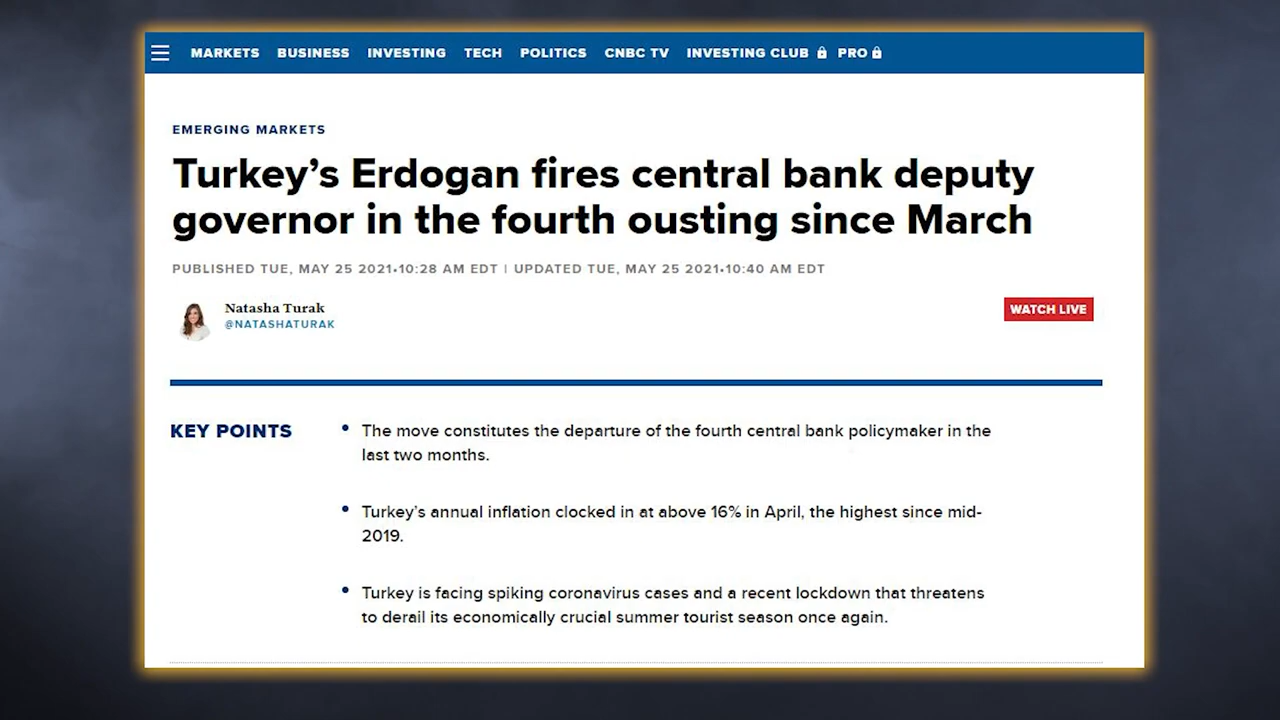 MARKETS BUSINESS INVESTING TECH POLITICS CNBC TV INVESTING CLUB PRO
EMERGING MARKETS
Turkey’s Erdogan fires central bank deputy
governor in the fourth ousting since March
PUBLISHED TUE, MAY 25 2021•10:28 AM EDT | UPDATED TUE, MAY 25 2021•10:40 AM EDT
Natasha Turak
@NATASHATURAK
WATCH LIVE
KEY POINTS
• The move constitutes the departure of the fourth central bank policymaker in the
last two months.
• Turkey’s annual inflation clocked in at above 16% in April, the highest since mid-
2019.
• Turkey is facing spiking coronavirus cases and a recent lockdown that threatens
to derail its economically crucial summer tourist season once again.